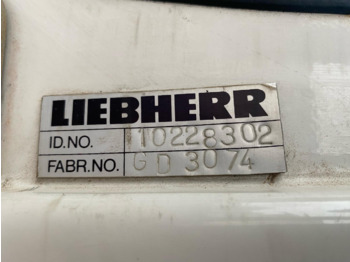 LIEBHERR
ID.NO. 10228302
FABR.NO. GD 3074